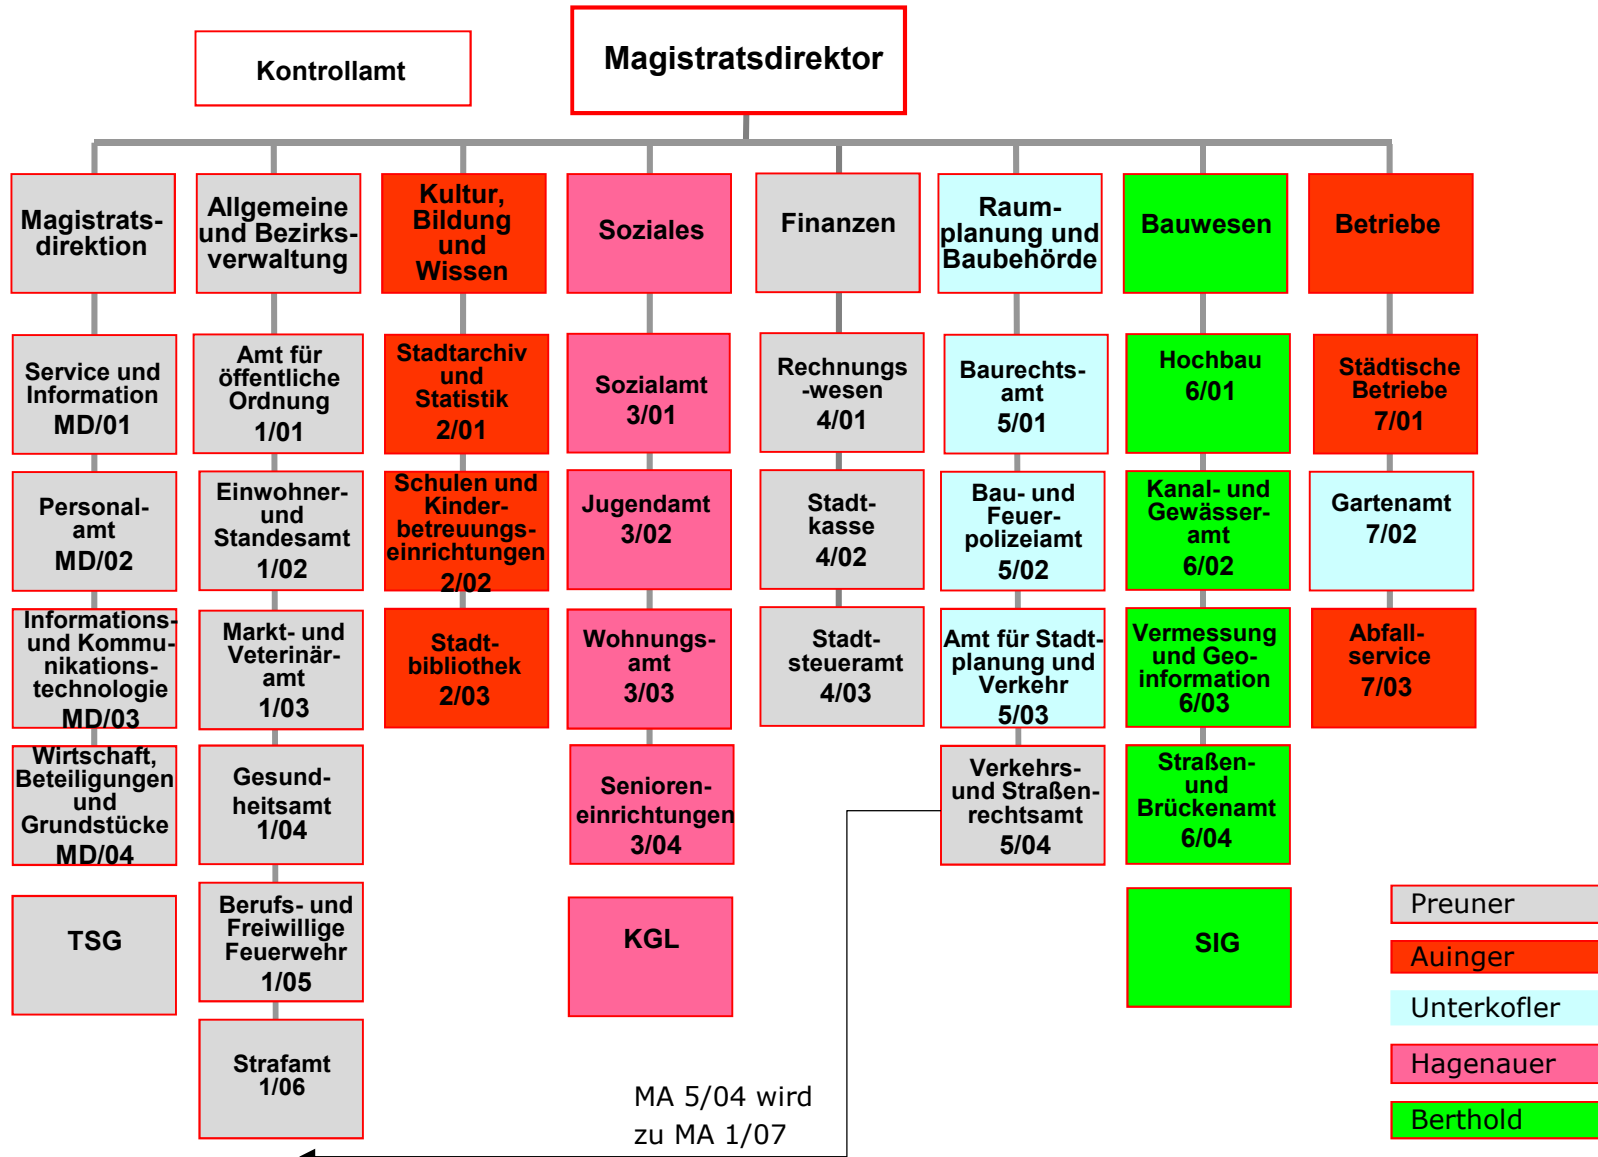 Kontrollamt
Magistratsdirektor
Magistrats-
direktion
Allgemeine
und Bezirks-
verwaltung
Kultur,
Bildung
und
Wissen
Soziales
Finanzen
Raum-
planung und
Baubehörde
Bauwesen
Betriebe
Service und
Information
MD/01
Amt für
öffentliche
Ordnung
1/01
Stadtarchiv
und
Statistik
2/01
Sozialamt
3/01
Rechnungs
-wesen
4/01
Baurechts-
amt
5/01
Hochbau
6/01
Städtische
Betriebe
7/01
Personal-
amt
MD/02
Einwohner-
und
Standesamt
1/02
Schulen und
Kinder-
betreuungs-
einrichtungen
2/02
Jugendamt
3/02
Stadt-
kasse
4/02
Bau- und
Feuer-
polizeiamt
5/02
Kanal- und
Gewässer-
amt
6/02
Gartenamt
7/02
Informations-
und Kommu-
nikations-
technologie
MD/03
Markt- und
Veterinär-
amt
1/03
Stadt-
bibliothek
2/03
Wohnungs-
amt
3/03
Stadt-
steueramt
4/03
Amt für Stadt-
planung und
Verkehr
5/03
Vermessung
und Geo-
information
6/03
Abfall-
service
7/03
Wirtschaft,
Beteiligungen
und
Grundstücke
MD/04
Gesund-
heitsamt
1/04
Senioren-
einrichtungen
3/04
Verkehrs-
und Straßen-
rechtsamt
5/04
Straßen-
und
Brückenamt
6/04
TSG
Berufs- und
Freiwillige
Feuerwehr
1/05
KGL
SIG
Strafamt
1/06
MA 5/04 wird
zu MA 1/07
Preuner
Auinger
Unterkofler
Hagenauer
Berthold